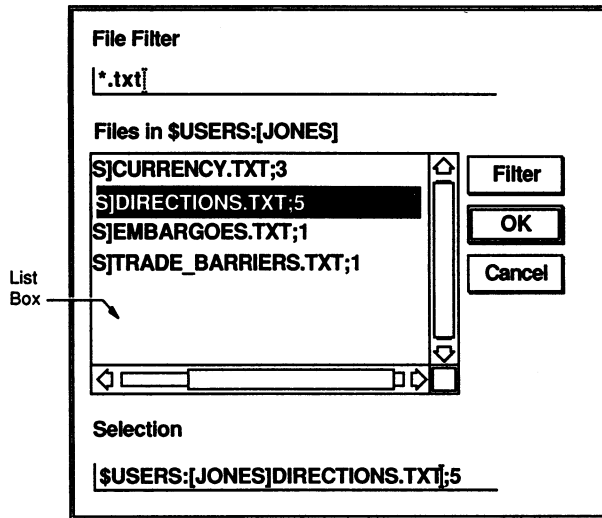 File Filter
*.txt
Files in $USERS:[JONES]
S]CURRENCY.TXT;3
S]DIRECTIONS.TXT;5
S]EMBARGOES.TXT;1
S]TRADE_BARRIERS.TXT;1
Filter
OK
Cancel
List
Box
Selection
$USERS:[JONES]DIRECTIONS.TXT;5